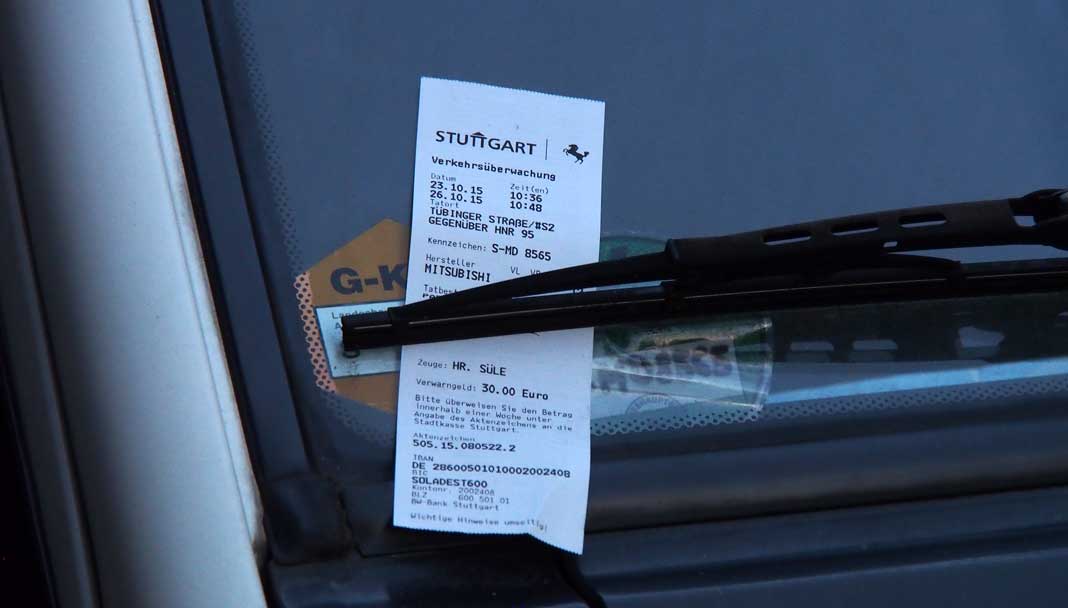 STUTTGART
Verkehrsüberwachung
Datum Zeit(en)
23.10.15 10:36
26.10.15 10:48
Tatort
TÜBINGER STRAßE/#S2
GEGENÜBER HNR 95
Kennzeichen: S-MD 8565
Hersteller VL
MITSUBISHI
G-K
Zeuge: HR. SÜLE
Verwarngeld: 30.00 Euro
Bitte überweisen Sie den Betrag
innerhalb einer Woche unter
Angabe des Aktenzeichens an die
Stadtkasse Stuttgart.
Aktenzeichen
505.15.080522.2
IBAN
DE 28600501010002002408
BIC
SOLADEST600
Kontonr. 2002408
BLZ 600 501 01
BW-Bank Stuttgart
Wichtige Hinweise umseitig!